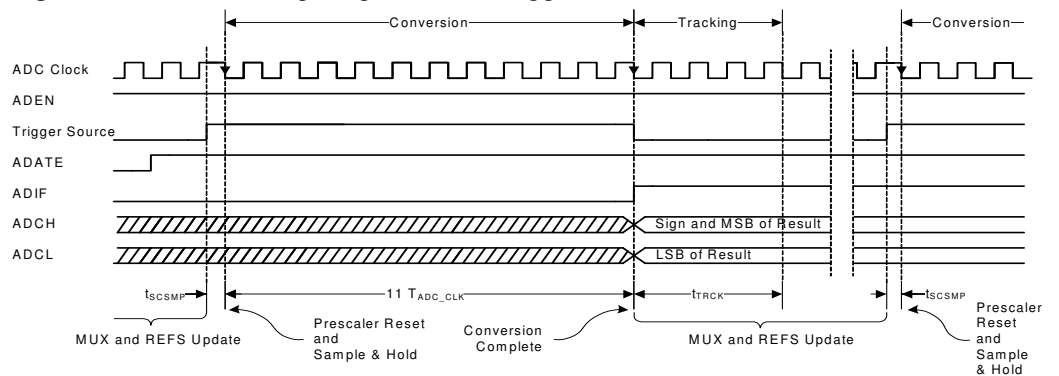 Conversion
Tracking
Conversion
ADC Clock
ADEN
Trigger Source
ADATE
ADIF
ADCH
Sign and MSB of Result
ADCL
LSB of Result
tSCSMP
11 TADC_CLK
tTRCK
tSCSMP
MUX and REFS Update
Prescaler Reset
and
Sample & Hold
Conversion
Complete
MUX and REFS Update
Prescaler
Reset
and
Sample
& Hold